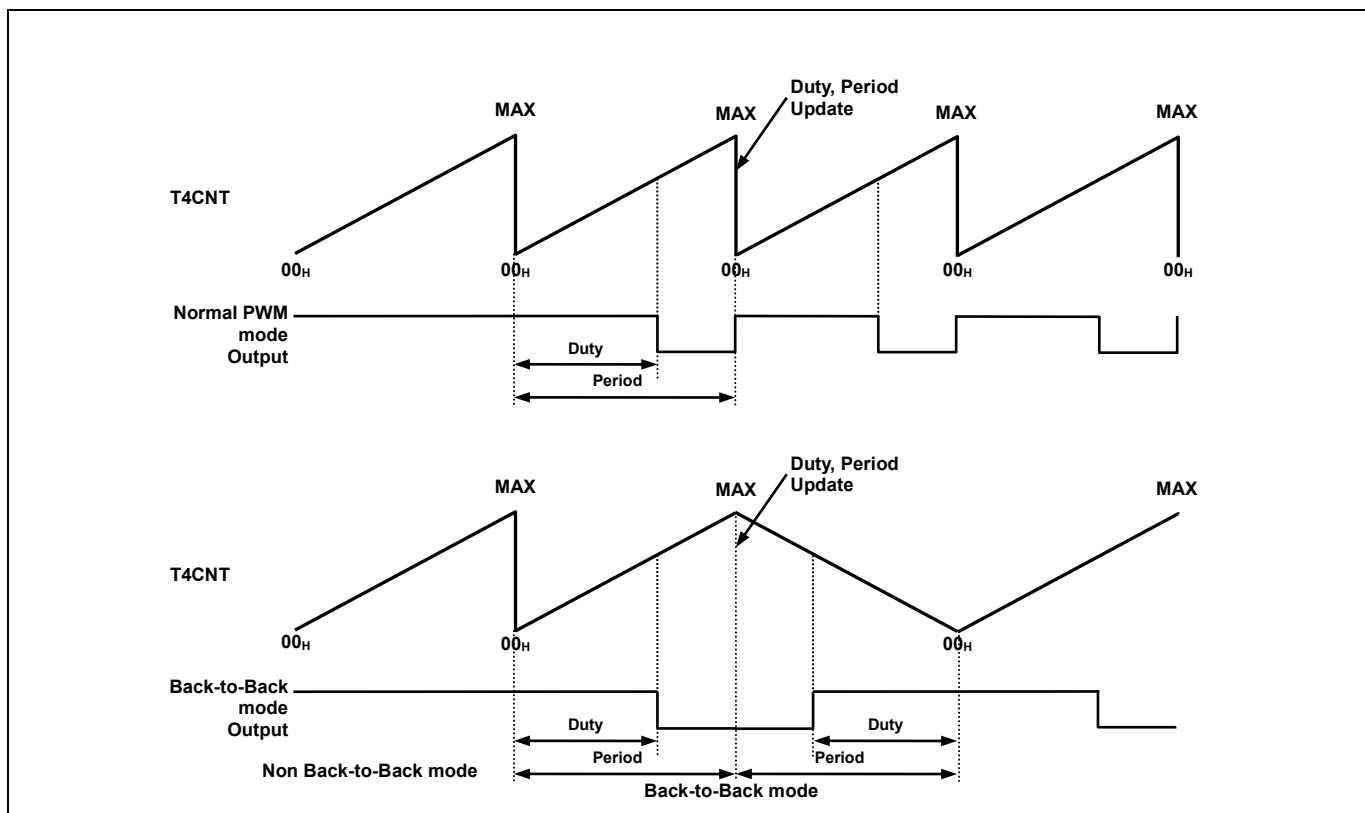 Duty, Period
Update
MAX MAX MAX MAX
T4CNT
00H 00H 00H 00H 00H
Normal PWM
mode
Output
Duty
Period
Duty, Period
Update
MAX MAX MAX
T4CNT
00H 00H 00H
Back-to-Back
mode
Output
Duty Duty
Period Period
Non Back-to-Back mode
Back-to-Back mode